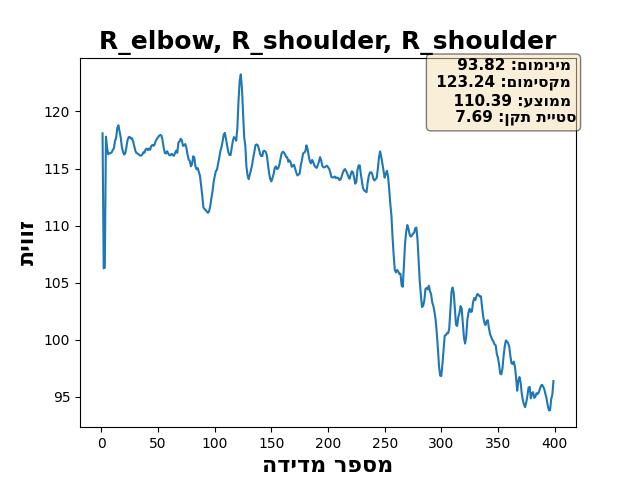 R_elbow, R_shoulder, R_shoulder
מינימום: 93.82
מקסימום: 123.24
ממוצע: 110.39
סטיית תקן: 7.69
זווית
120
115
110
105
100
95
0 50 100 150 200 250 300 350 400
מספר מדידה